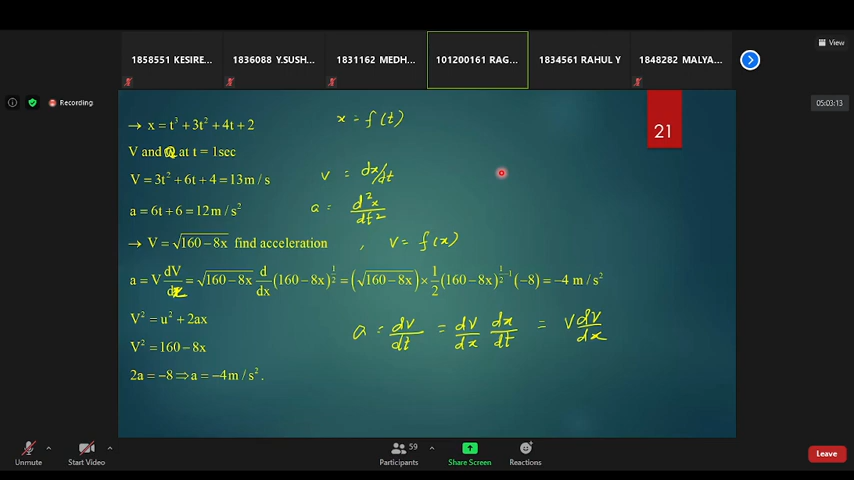 View
1858551 KESIRE...
1836088 Y.SUSH...
1831162 MEDH...
101200161 RAG...
1834561 RAHUL Y
1848282 MALYA...
Recording
05:03:13
21
→ x = t³ + 3t² + 4t + 2
x = f(t)
V and a at t = 1sec
V = 3t² + 6t + 4 = 13m / s
v = dx/dt
a = 6t + 6 = 12m / s²
a = d²x/dt²
→ V = √(160−8x) find acceleration , v = f(x)
a = V dV/dx = √(160−8x) d/dx (160−8x)^(1/2) = (√(160−8x)) × 1/2 (160−8x)^(1/2−1) (−8) = −4 m / s²
V² = u² + 2ax
a = dv/dt = dv/dx dx/dt = v dv/dx
V² = 160 − 8x
2a = −8 ⇒ a = −4m / s².
Unmute
Start Video
59
Participants
Share Screen
Reactions
Leave